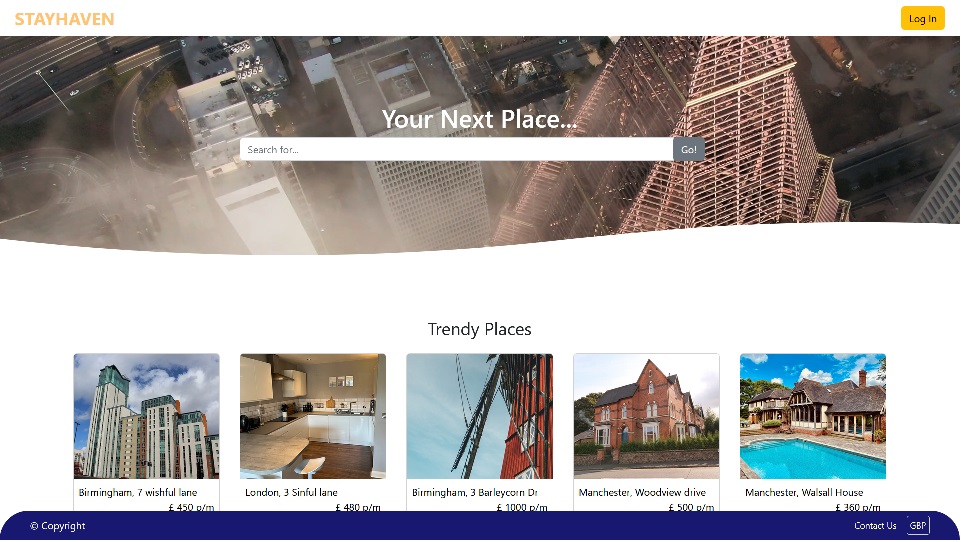 STAYHAVEN
Log In
Your Next Place...
Search for...
Go!
Trendy Places
Birmingham, 7 wishful lane
£ 450 p/m
London, 3 Sinful lane
£ 480 p/m
Birmingham, 3 Barleycorn Dr
£ 1000 p/m
Manchester, Woodview drive
£ 500 p/m
Manchester, Walsall House
£ 360 p/m
© Copyright
Contact Us
GBP